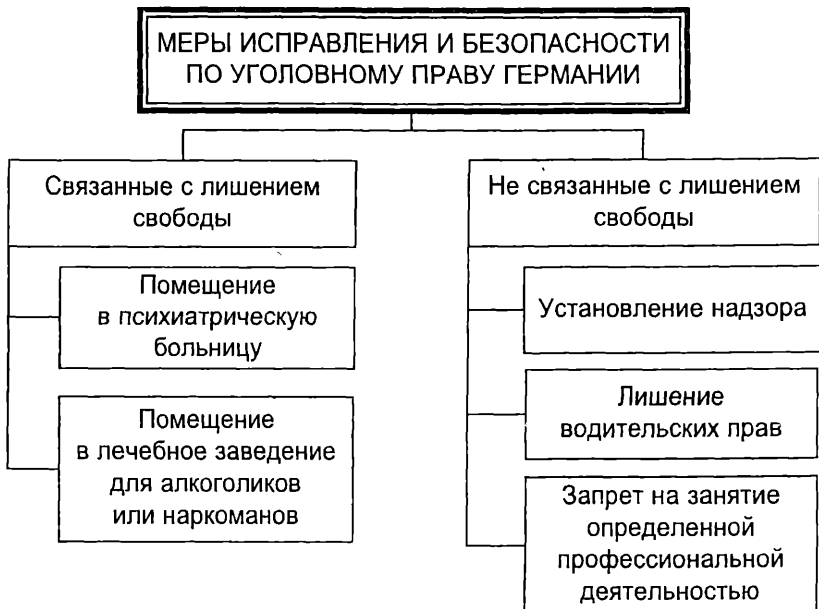 МЕРЫ ИСПРАВЛЕНИЯ И БЕЗОПАСНОСТИ
ПО УГОЛОВНОМУ ПРАВУ ГЕРМАНИИ
Связанные с лишением
свободы
Помещение
в психиатрическую
больницу
Помещение
в лечебное заведение
для алкоголиков
или наркоманов
Не связанные с лишением
свободы
Установление надзора
Лишение
водительских прав
Запрет на занятие
определенной
профессиональной
деятельностью